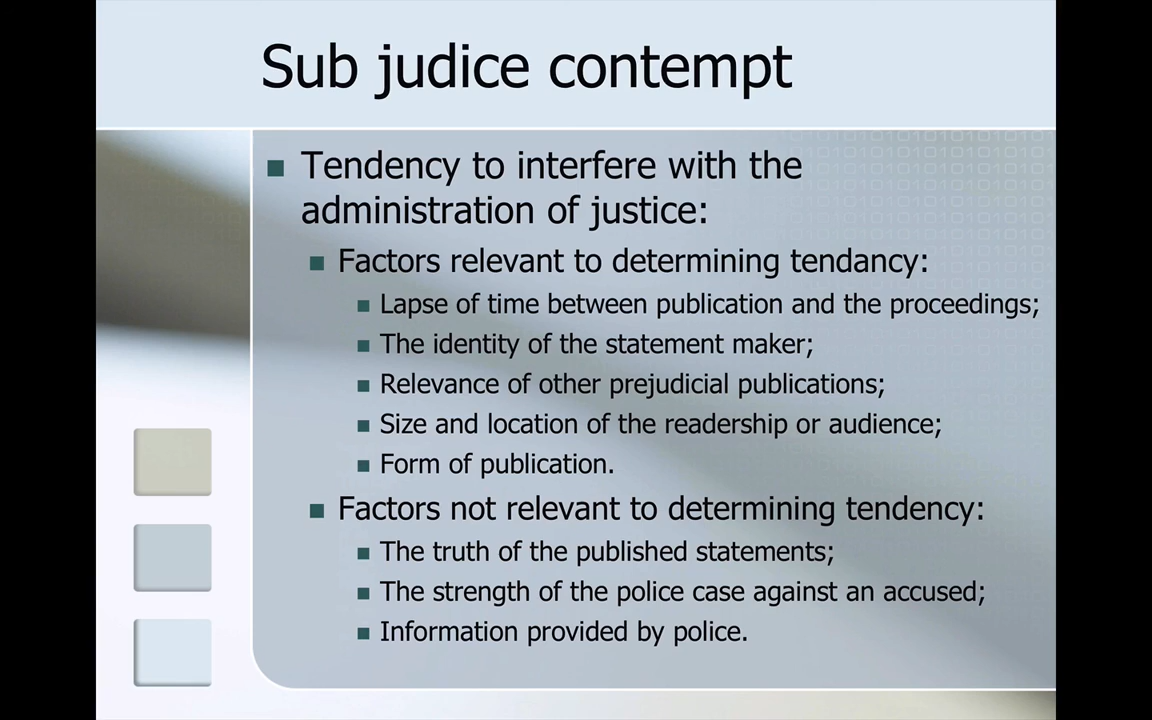 Sub judice contempt
Tendency to interfere with the
administration of justice:
Factors relevant to determining tendancy:
Lapse of time between publication and the proceedings;
The identity of the statement maker;
Relevance of other prejudicial publications;
Size and location of the readership or audience;
Form of publication.
Factors not relevant to determining tendency:
The truth of the published statements;
The strength of the police case against an accused;
Information provided by police.